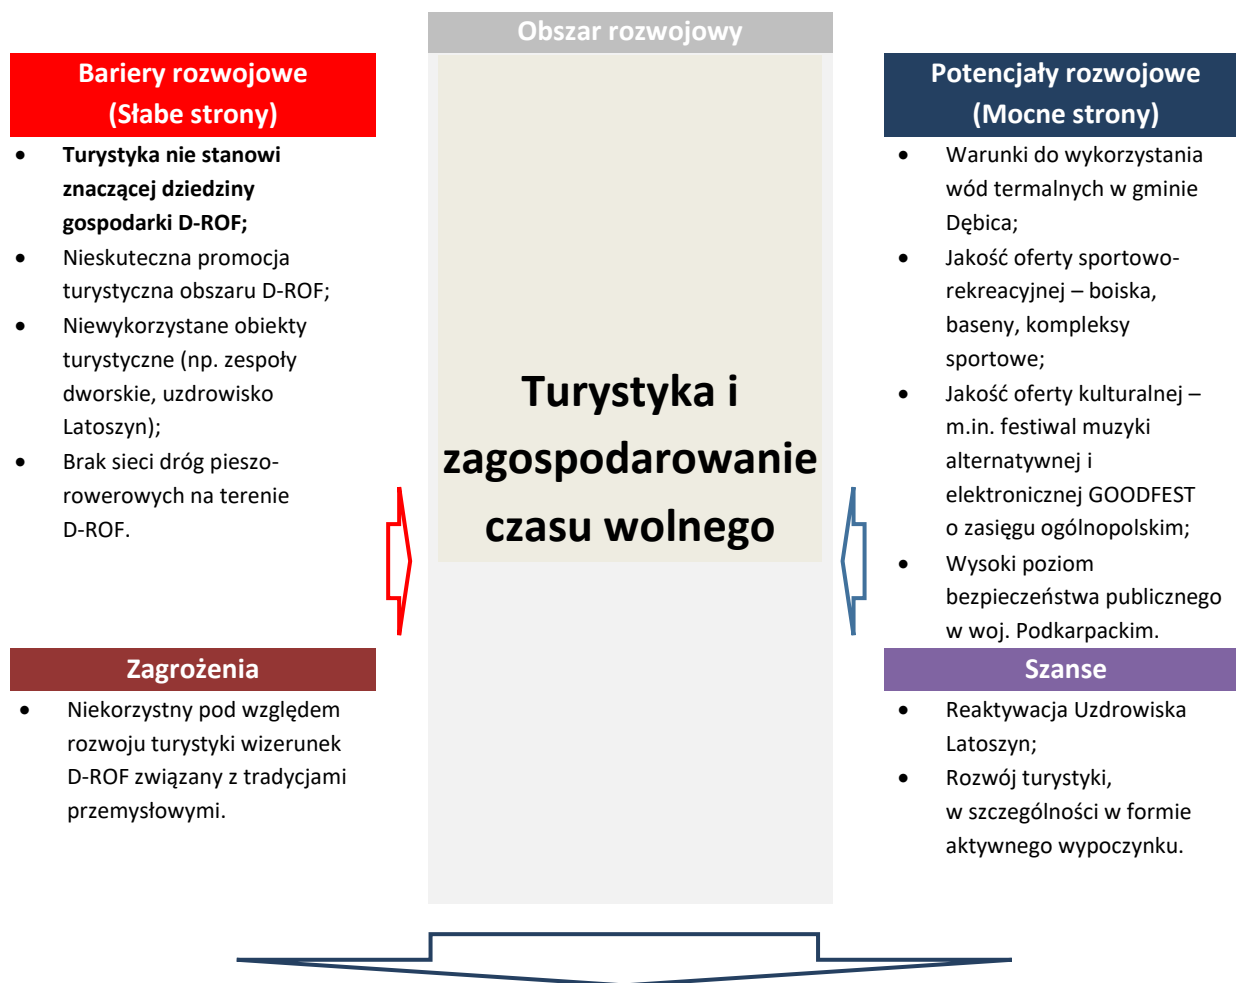 Obszar rozwojowy
Bariery rozwojowe
(Słabe strony)
• Turystyka nie stanowi
znaczącej dziedziny
gospodarki D-ROF;
• Nieskuteczna promocja
turystyczna obszaru D-ROF;
• Niewykorzystane obiekty
turystyczne (np. zespoły
dworskie, uzdrowisko
Latoszyn);
• Brak sieci dróg pieszo-
rowerowych na terenie
D-ROF.
Zagrożenia
• Niekorzystny pod względem
rozwoju turystyki wizerunek
D-ROF związany z tradycjami
przemysłowymi.
Turystyka i
zagospodarowanie
czasu wolnego
Potencjały rozwojowe
(Mocne strony)
• Warunki do wykorzystania
wód termalnych w gminie
Dębica;
• Jakość oferty sportowo-
rekreacyjnej – boiska,
baseny, kompleksy
sportowe;
• Jakość oferty kulturalnej –
m.in. festiwal muzyki
alternatywnej i
elektronicznej GOODFEST
o zasięgu ogólnopolskim;
• Wysoki poziom
bezpieczeństwa publicznego
w woj. Podkarpackim.
Szanse
• Reaktywacja Uzdrowiska
Latoszyn;
• Rozwój turystyki,
w szczególności w formie
aktywnego wypoczynku.